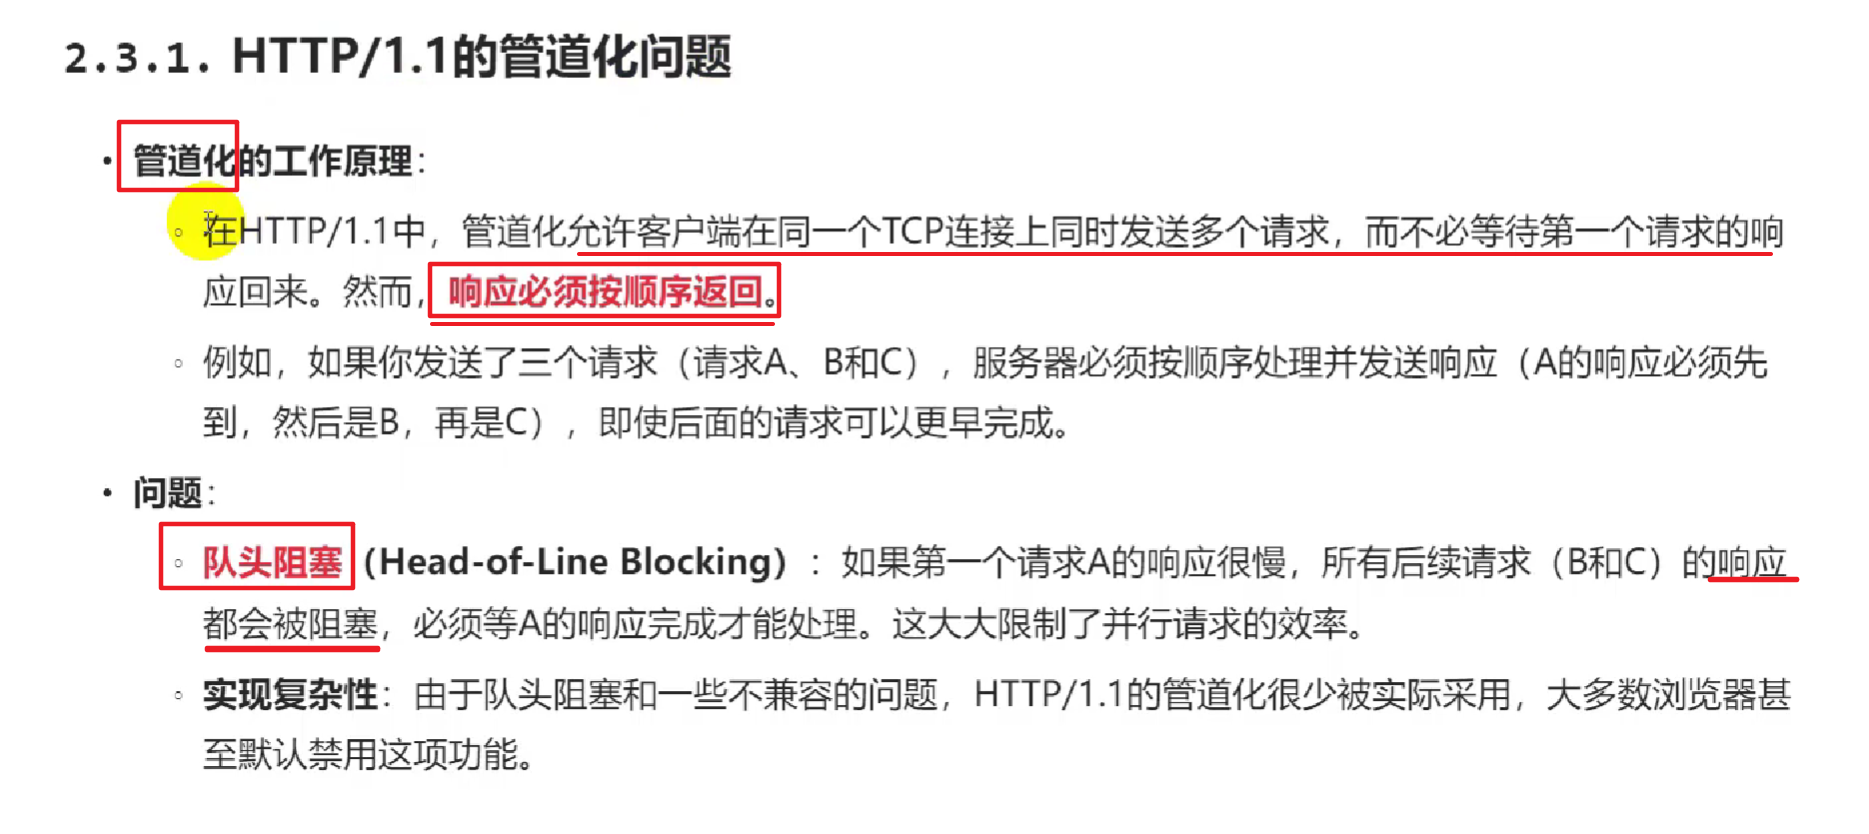 2.3.1. HTTP/1.1的管道化问题
• 管道化的工作原理:
◦ 在HTTP/1.1中，管道化允许客户端在同一个TCP连接上同时发送多个请求，而不必等待第一个请求的响
应回来。然而，响应必须按顺序返回。
◦ 例如，如果你发送了三个请求（请求A、B和C），服务器必须按顺序处理并发送响应（A的响应必须先
到，然后是B，再是C），即使后面的请求可以更早完成。
• 问题:
◦ 队头阻塞（Head-of-Line Blocking）：如果第一个请求A的响应很慢，所有后续请求（B和C）的响应
都会被阻塞，必须等A的响应完成才能处理。这大大限制了并行请求的效率。
◦ 实现复杂性：由于队头阻塞和一些不兼容的问题，HTTP/1.1的管道化很少被实际采用，大多数浏览器甚
至默认禁用这项功能。